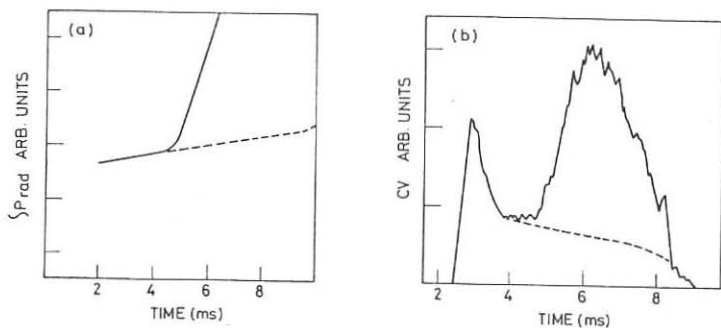 (a)
∫Prad ARB. UNITS
2 4 6 8
TIME (ms)
(b)
CV ARB. UNITS
2 4 6 8
TIME (ms)